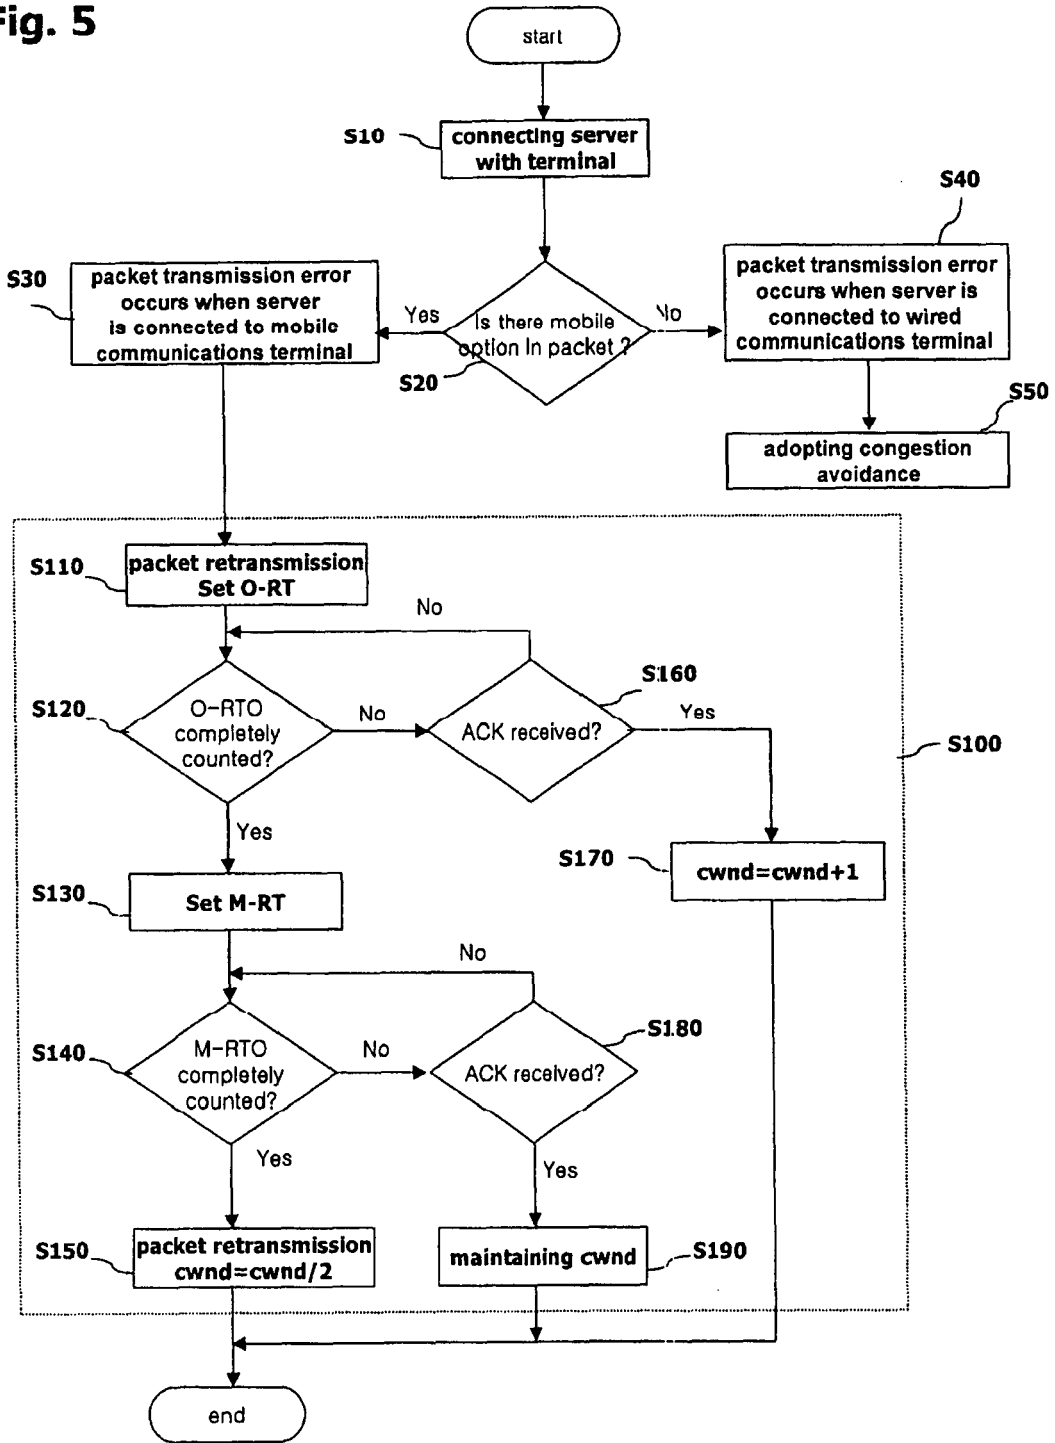 Fig. 5
start
S10
connecting server
with terminal
S40
S30
packet transmission error
occurs when server
is connected to mobile
communications terminal
Yes
Is there mobile
option in packet ?
S20
No
packet transmission error
occurs when server is
connected to wired
communications terminal
S50
adopting congestion
avoidance
S110
packet retransmission
Set O-RT
No
S120
O-RTO
completely
counted?
No
ACK received?
S160
Yes
S100
Yes
S170
cwnd=cwnd+1
S130
Set M-RT
No
S140
M-RTO
completely
counted?
No
ACK received?
S180
Yes
Yes
S150
packet retransmission
cwnd=cwnd/2
maintaining cwnd
S190
end